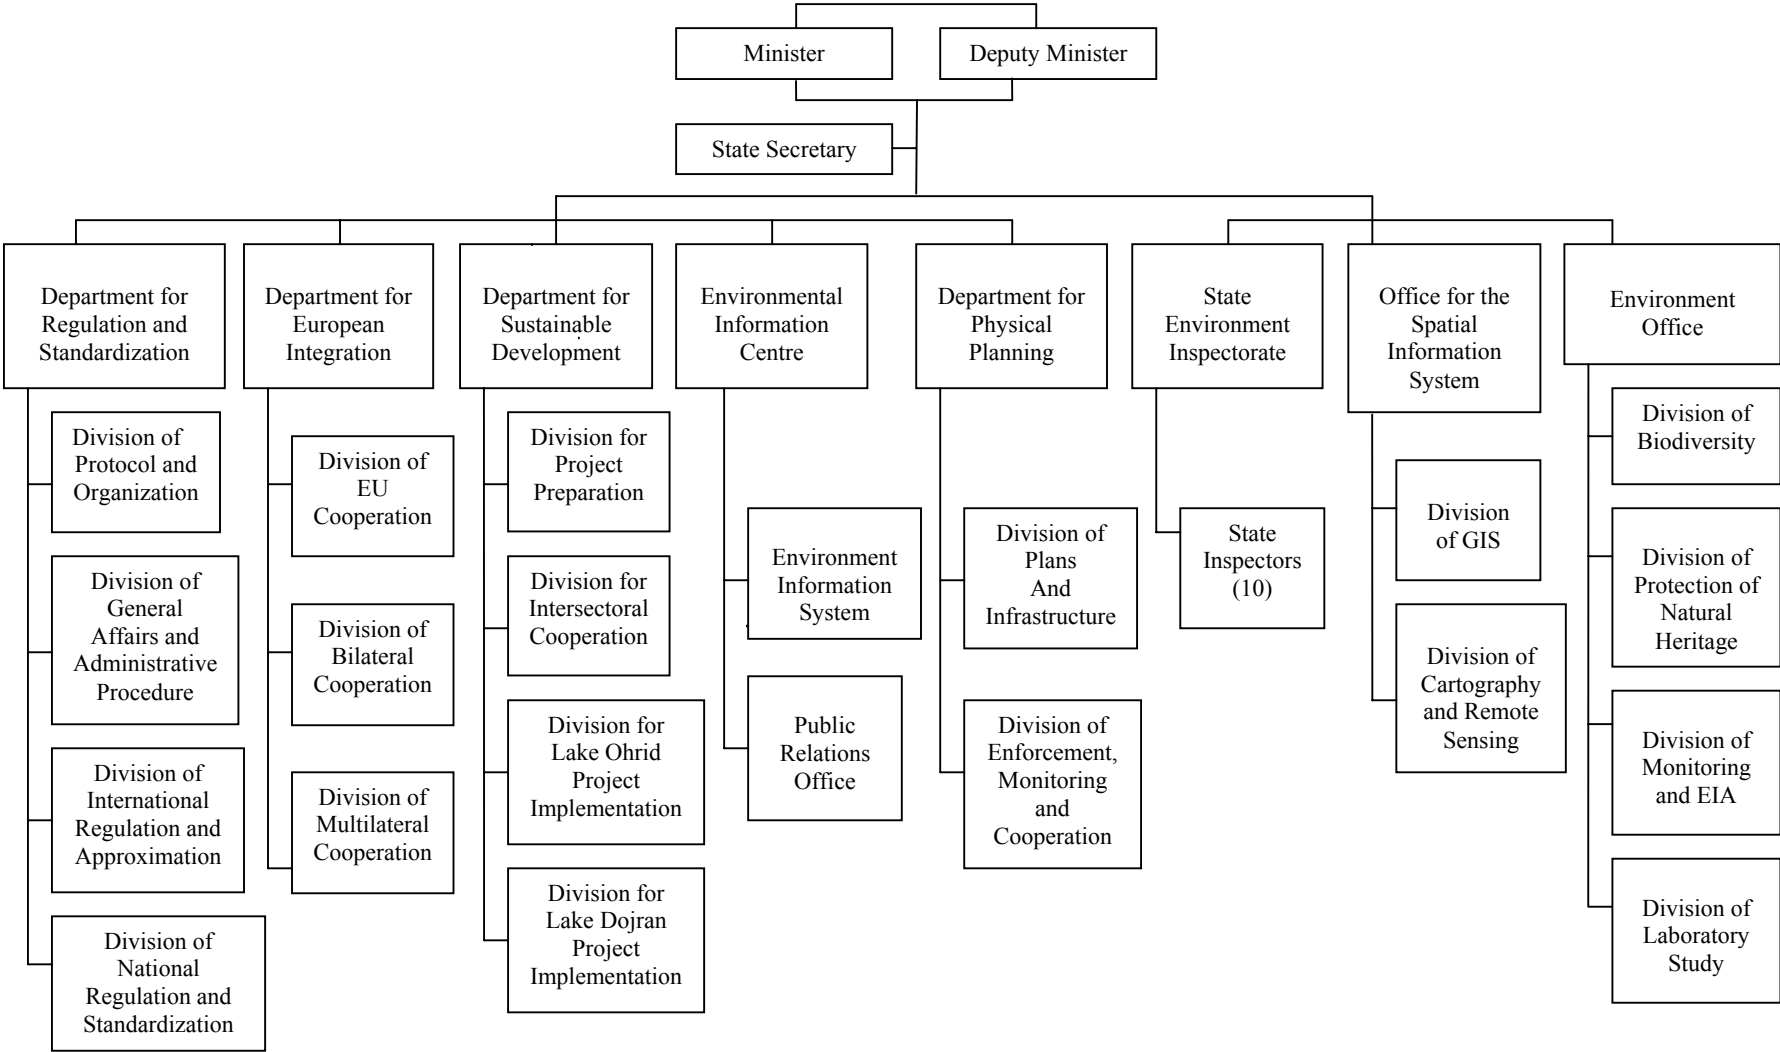 Minister
Deputy Minister
State Secretary
Department for
Regulation and
Standardization
Division of
Protocol and
Organization
Division of
General
Affairs and
Administrative
Procedure
Division of
International
Regulation and
Approximation
Division of
National
Regulation and
Standardization
Department for
European
Integration
Division of
EU
Cooperation
Division of
Bilateral
Cooperation
Division of
Multilateral
Cooperation
Department for
Sustainable
Development
Division for
Project
Preparation
Division for
Intersectoral
Cooperation
Division for
Lake Ohrid
Project
Implementation
Division for
Lake Dojran
Project
Implementation
Environmental
Information
Centre
Environment
Information
System
Public
Relations
Office
Department for
Physical
Planning
Division of
Plans
And
Infrastructure
Division of
Enforcement,
Monitoring
and
Cooperation
State
Environment
Inspectorate
State
Inspectors
(10)
Office for the
Spatial
Information
System
Division
of GIS
Division of
Cartography
and Remote
Sensing
Environment
Office
Division of
Biodiversity
Division of
Protection of
Natural
Heritage
Division of
Monitoring
and EIA
Division of
Laboratory
Study